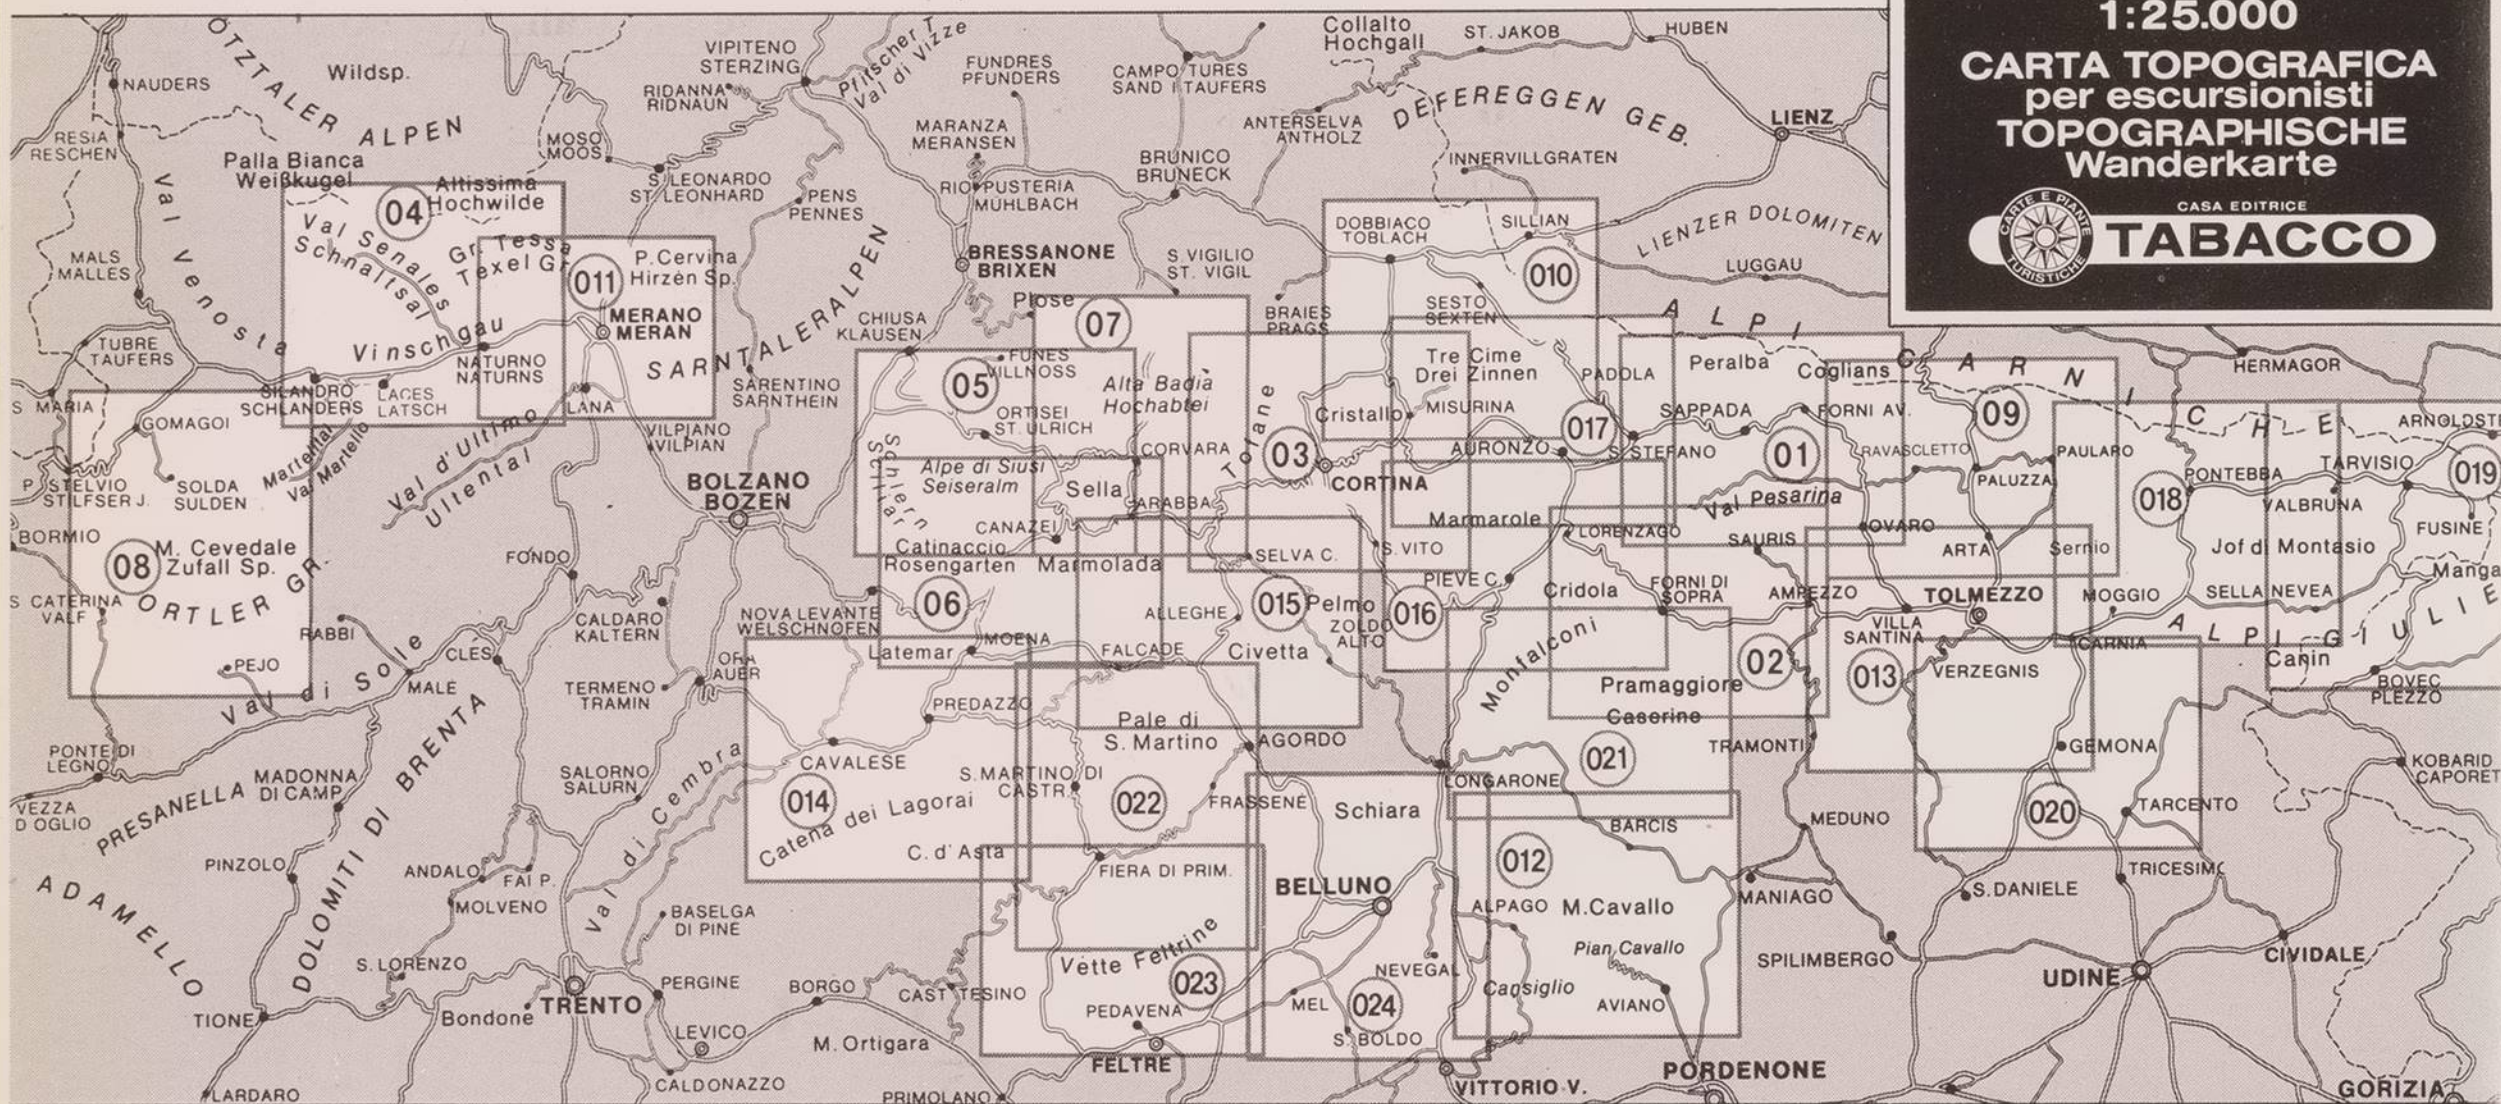 1:25.000
CARTA TOPOGRAFICA
per escursionisti
TOPOGRAPHISCHE
Wanderkarte
CARTE E PIANTE
TURISTICHE
CASA EDITRICE
TABACCO
ÖTZTALER ALPEN
Wildsp.
NAUDERS
VIPITENO
STERZING
Pfitscher T.
Val di Vizze
FUNDRES
PFUNDERS
CAMPO TURES
SAND I TAUFERS
Collalto
Hochgall
ST. JAKOB
HUBEN
RIDANNA
RIDNAUN
RESIA
RESCHEN
MOSO
MOOS
MARANZA
MERANSEN
ANTERSELVA
ANTHOLZ
DEFEREGGEN GEB.
LIENZ
Palla Bianca
Weißkugel
Altissima
Hochwilde
S. LEONARDO
ST. LEONHARD
PENS
PENNES
RIO PUSTERIA
MÜHLBACH
BRUNICO
BRUNECK
INNERVILLGRATEN
04
Val Senales
Schnaltsal
Gr. Tessa
Texel Gr.
011
P. Cervina
Hirzén Sp.
MERANO
MERAN
Val Venosta
MALS
MALLES
Vinschgau
TUBRE
TAUFERS
NATURNO
NATURNS
SARNTALERALPEN
BRESSANONE
BRIXEN
S. VIGILIO
ST. VIGIL
DOBBIACO
TOBLACH
SILLIAN
010
LIENZER DOLOMITEN
LUGGAU
Plose
07
BRAIES
PRAGS
SESTO
SEXTEN
ALPI CARNICHE
CHIUSA
KLAUSEN
FUNES
VILLNÖSS
05
Alta Badia
Hochabtei
Tre Cime
Drei Zinnen
PADOLA
Peralba
Coglians
HERMAGOR
S MARIA
SILANDRO
SCHLANDERS
LACES
LATSCH
LANA
SARENTINO
SARNTHEIN
ORTISEI
ST. ULRICH
Tofane
Cristallo
MISURINA
017
SAPPADA
FORNI AV.
09
GOMAGOI
Martelltal
Val Martello
Val d'Ultimo
Ultental
VILPIANO
VILPIAN
Schlern
Sciliar
Alpe di Siusi
Seiseralm
CORVARA
03
CORTINA
AURONZO
S. STEFANO
01
RAVASCLETTO
PAULARO
ARNOLDST
P. STELVIO
STILFSER J.
SOLDA
SULDEN
BOLZANO
BOZEN
Sella
ARABBA
Marmarole
Val Pesarina
PALUZZA
018
PONTEBBA
TARVISIO
019
VALBRUNA
FUSINE
BORMIO
08
M. Cevedale
Zufall Sp.
ORTLER GR.
FONDO
CANAZEI
Catinaccio
Rosengarten
Marmolada
SELVA C.
S. VITO
LORENZAGO
SAURIS
OVARO
ARTA
Sernio
Jof di Montasio
S CATERINA
VALF
RABBI
CALDARO
KALTERN
NOVA LEVANTE
WELSCHNOFEN
06
ALLEGHE
015
Pelmo
ZOLDO
ALTO
PIEVE C.
016
Cridola
FORNI DI
SOPRA
AMPEZZO
TOLMEZZO
MOGGIO
SELLA NEVEA
Manga
PEJO
Val di Sole
MALÈ
CLES
TERMENO
TRAMIN
ORA
AUER
Latemar
MOENA
FALCADE
Civetta
Monfalconi
Pramaggiore
02
VILLA
SANTINA
013
VERZEGNIS
CARNIA
ALPI GIULIE
Canin
BOVEC
PLEZZO
PREDAZZO
Pale di
S. Martino
Caserine
PONTE DI
LEGNO
VEZZA
D OGLIO
PRESANELLA
MADONNA
DI CAMP.
DOLOMITI DI BRENTA
SALORNO
SALURN
Val di Cembra
CAVALESE
014
Catena dei Lagorai
S. MARTINO DI
CASTR.
022
AGORDO
FRASSENÈ
Schiara
LONGARONE
021
TRAMONTI
GEMONA
020
TARCENTO
KOBARID
CAPORET
PINZOLO
ADAMELLO
ANDALO
FAI P.
MOLVENO
BASELGA
DI PINE
C. d'Asta
FIERA DI PRIM.
BELLUNO
012
BARCIS
MEDUNO
MANIAGO
S. DANIELE
TRICESIMO
ALPAGO
M. Cavallo
Pian Cavallo
S. LORENZO
PERGINE
TRENTO
Bondone
TIONE
LEVICO
BORGO
CAST. TESINO
M. Ortigara
Vette Feltrine
023
PEDAVENA
FELTRE
MEL
NEVEGAL
024
S. BOLDO
Cansiglio
AVIANO
SPILIMBERGO
UDINE
CIVIDALE
LARDARO
CALDONAZZO
PRIMOLANO
VITTORIO V.
PORDENONE
GORIZIA